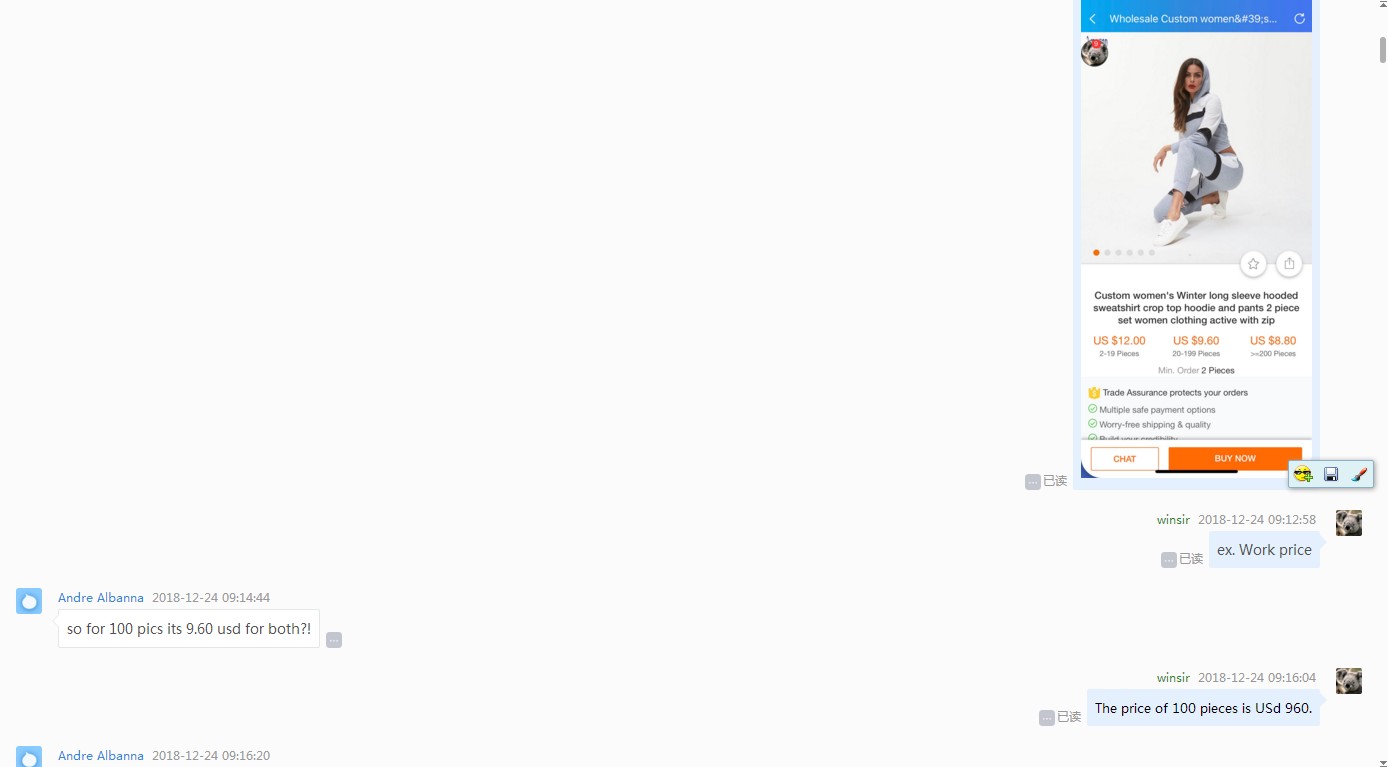 Wholesale Custom women&#39;s...
Custom women's Winter long sleeve hooded
sweatshirt crop top hoodie and pants 2 piece
set women clothing active with zip
US $12.00 US $9.60 US $8.80
2-19 Pieces 20-199 Pieces >=200 Pieces
Min. Order 2 Pieces
Trade Assurance protects your orders
Multiple safe payment options
Worry-free shipping & quality
Build your credibility
CHAT BUY NOW
已读
winsir 2018-12-24 09:12:58
ex. Work price
已读
Andre Albanna 2018-12-24 09:14:44
so for 100 pics its 9.60 usd for both?!
winsir 2018-12-24 09:16:04
The price of 100 pieces is USd 960.
已读
Andre Albanna 2018-12-24 09:16:20